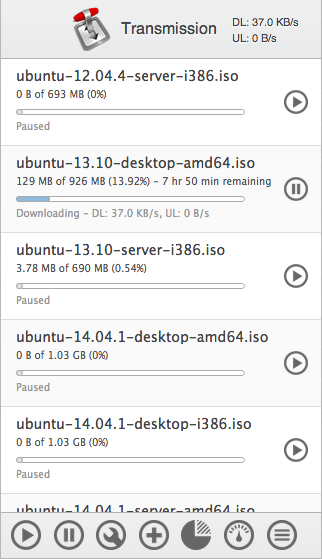 Transmission
DL: 37.0 KB/s
UL: 0 B/s
ubuntu-12.04.4-server-i386.iso
0 B of 693 MB (0%)
Paused
ubuntu-13.10-desktop-amd64.iso
129 MB of 926 MB (13.92%) - 7 hr 50 min remaining
Downloading - DL: 37.0 KB/s, UL: 0 B/s
ubuntu-13.10-server-i386.iso
3.78 MB of 690 MB (0.54%)
Paused
ubuntu-14.04.1-desktop-amd64.iso
0 B of 1.03 GB (0%)
Paused
ubuntu-14.04.1-desktop-i386.iso
0 B of 1.03 GB (0%)
Paused
ubuntu-14.04.1-server-amd64.iso